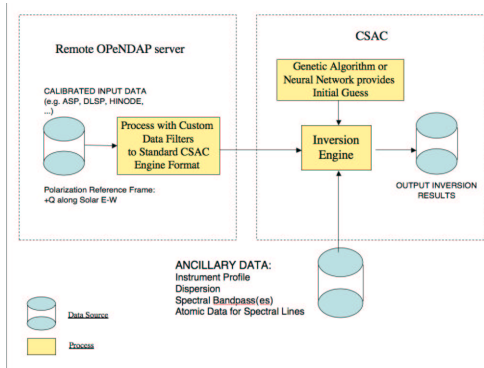 Remote OPeNDAP server
CALIBRATED INPUT DATA
(e.g. ASP, DLSP, HINODE,
...)
Process with Custom
Data Filters
to Standard CSAC
Engine Format
Polarization Reference Frame:
+Q along Solar E-W
CSAC
Genetic Algorithm or
Neural Network provides
Initial Guess
Inversion
Engine
OUTPUT INVERSION
RESULTS
ANCILLARY DATA:
Instrument Profile
Dispersion
Spectral Bandpass(es)
Atomic Data for Spectral Lines
Data Source
Process